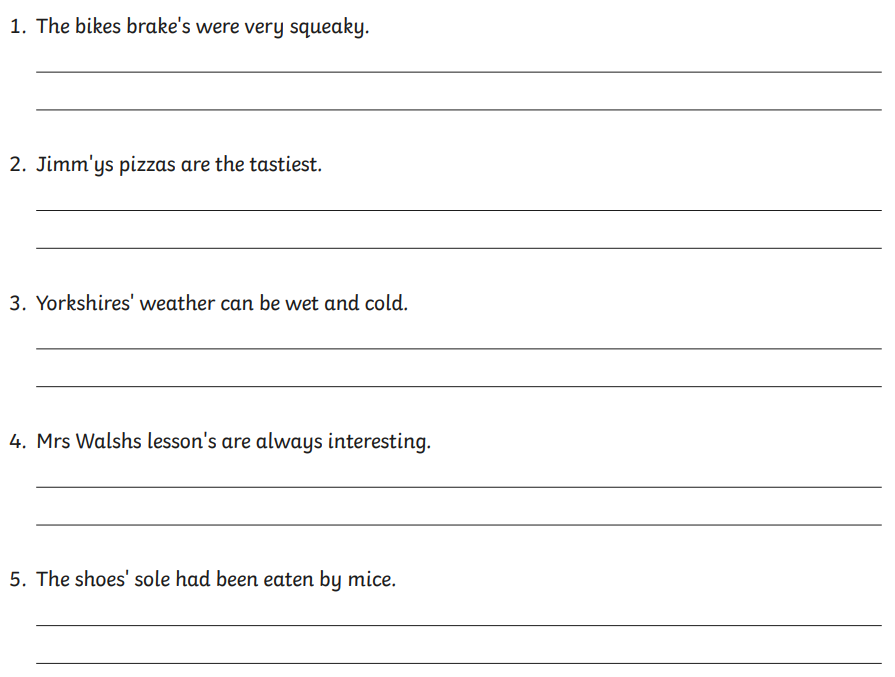 1. The bikes brake's were very squeaky.
2. Jimm'ys pizzas are the tastiest.
3. Yorkshires' weather can be wet and cold.
4. Mrs Walshs lesson's are always interesting.
5. The shoes' sole had been eaten by mice.